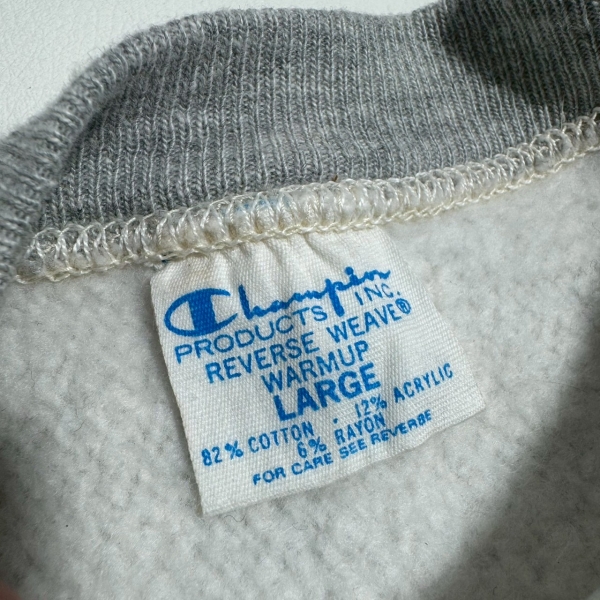 Champion
PRODUCTS INC.
REVERSE WEAVE®
WARMUP
LARGE
82% COTTON . 12% ACRYLIC
6% RAYON
FOR CARE SEE REVERSE